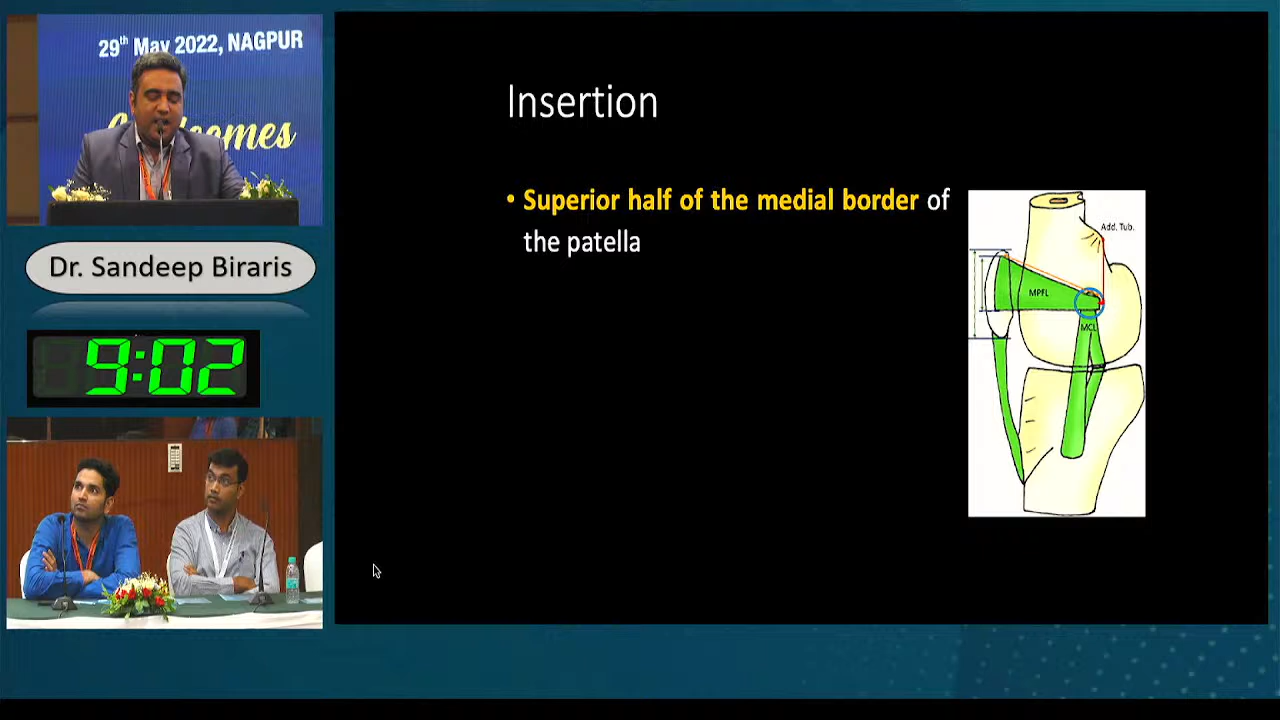 29th May 2022, NAGPUR
Outcomes
Dr. Sandeep Biraris
9:02
Insertion
• Superior half of the medial border of
the patella
Add. Tub.
MPFL
MCL